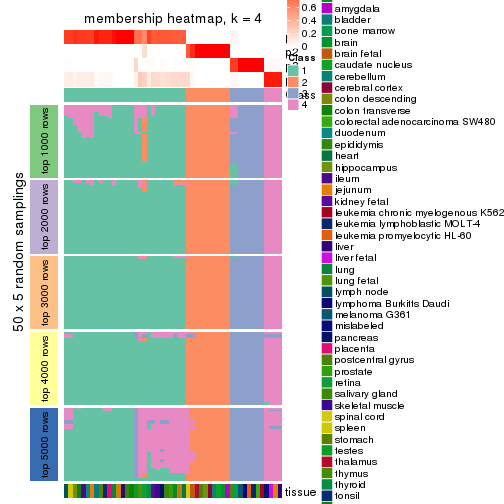 membership heatmap, k = 4
0.6
0.4
0.2
0
Class
1
2
3
4
50 x 5 random samplings
top 1000 rows
top 2000 rows
top 3000 rows
top 4000 rows
top 5000 rows
tissue
amygdala
bladder
bone marrow
brain
brain fetal
caudate nucleus
cerebellum
cerebral cortex
colon descending
colon transverse
colorectal adenocarcinoma SW480
duodenum
epididymis
heart
hippocampus
ileum
jejunum
kidney fetal
leukemia chronic myelogenous K562
leukemia lymphoblastic MOLT-4
leukemia promyelocytic HL-60
liver
liver fetal
lung
lung fetal
lymph node
lymphoma Burkitts Daudi
melanoma G361
mislabeled
pancreas
placenta
postcentral gyrus
prostate
retina
salivary gland
skeletal muscle
spinal cord
spleen
stomach
testes
thalamus
thymus
thyroid
tonsil